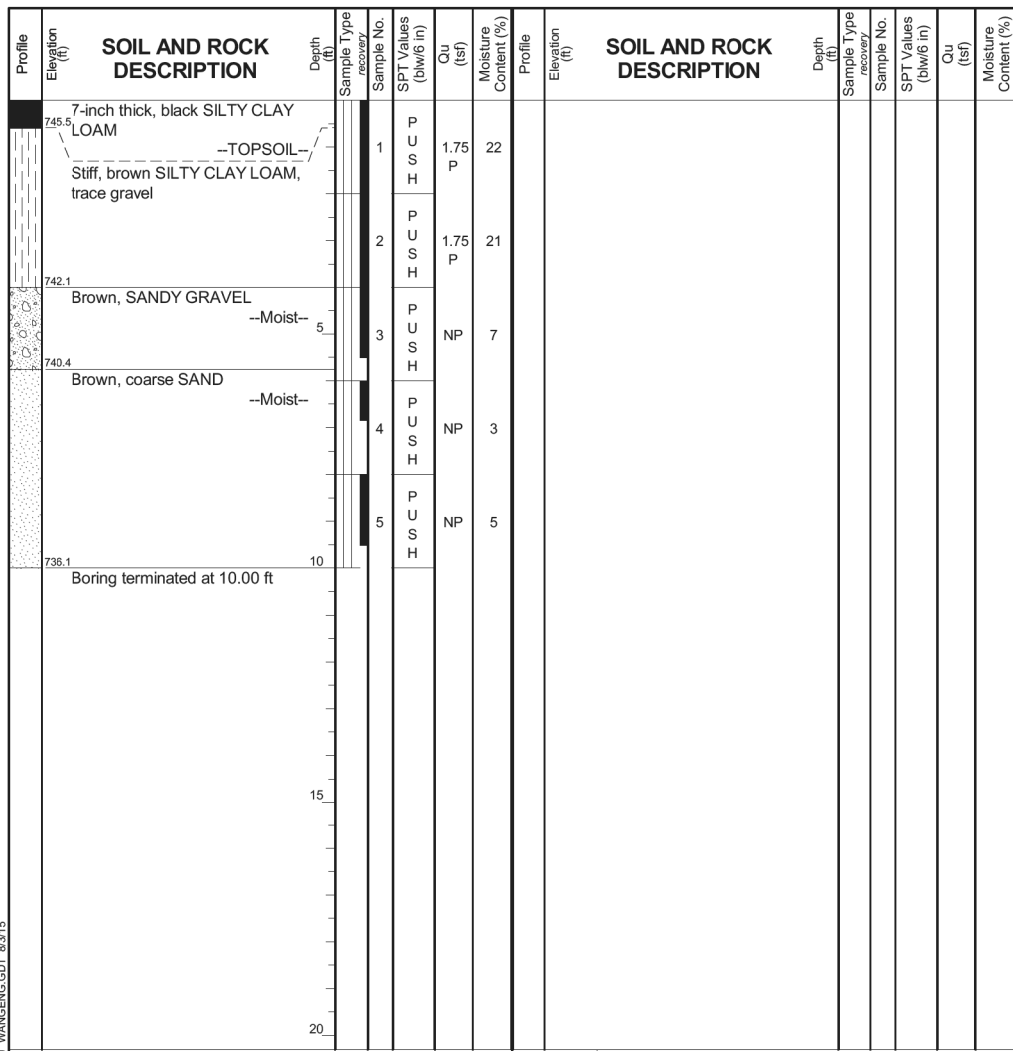 Profile
Elevation
(ft)
SOIL AND ROCK
DESCRIPTION
Depth
(ft)
Sample Type
recovery
Sample No.
SPT Values
(blw/6 in)
Qu
(tsf)
Moisture
Content (%)
Profile
Elevation
(ft)
SOIL AND ROCK
DESCRIPTION
Depth
(ft)
Sample Type
recovery
Sample No.
SPT Values
(blw/6 in)
Qu
(tsf)
Moisture
Content (%)
7-inch thick, black SILTY CLAY
745.5
LOAM
--TOPSOIL--
Stiff, brown SILTY CLAY LOAM,
trace gravel
1
PUSH
1.75
P
22
2
PUSH
1.75
P
21
742.1
Brown, SANDY GRAVEL
--Moist--
5
3
PUSH
NP
7
740.4
Brown, coarse SAND
--Moist--
4
PUSH
NP
3
5
PUSH
NP
5
736.1
10
Boring terminated at 10.00 ft
15
20
WANGENG.GDT 8/3/15